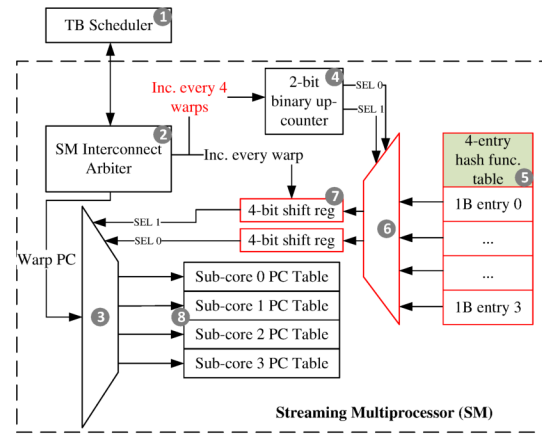 TB Scheduler
1
Inc. every 4
warps
2-bit
binary up-
counter
4
SEL 0
SEL 1
SM Interconnect
Arbiter
2
Inc. every warp
4-entry
hash func.
table
5
7
4-bit shift reg
4-bit shift reg
SEL 1
SEL 0
6
1B entry 0
...
...
1B entry 3
Warp PC
3
8
Sub-core 0 PC Table
Sub-core 1 PC Table
Sub-core 2 PC Table
Sub-core 3 PC Table
Streaming Multiprocessor (SM)